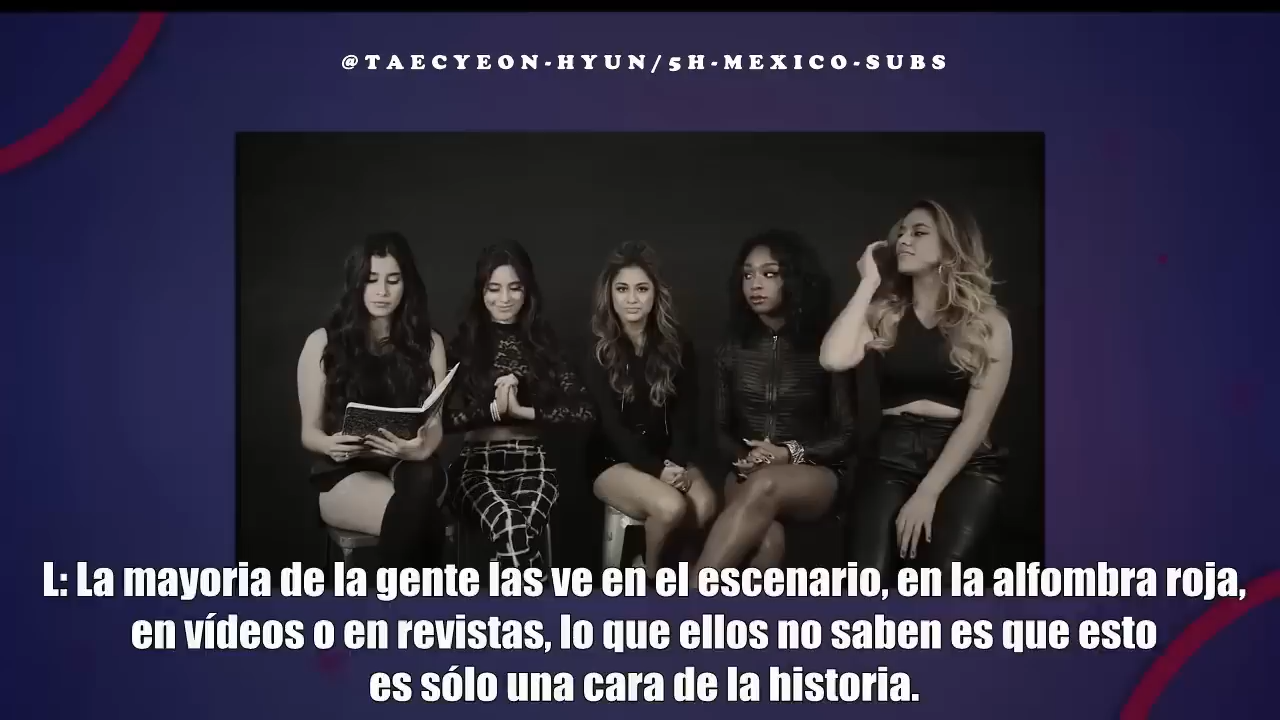 @TAECYEON-HYUN/5H-MEXICO-SUBS
L: La mayoria de la gente las ve en el escenario, en la alfombra roja,
en vídeos o en revistas, lo que ellos no saben es que esto
es sólo una cara de la historia.